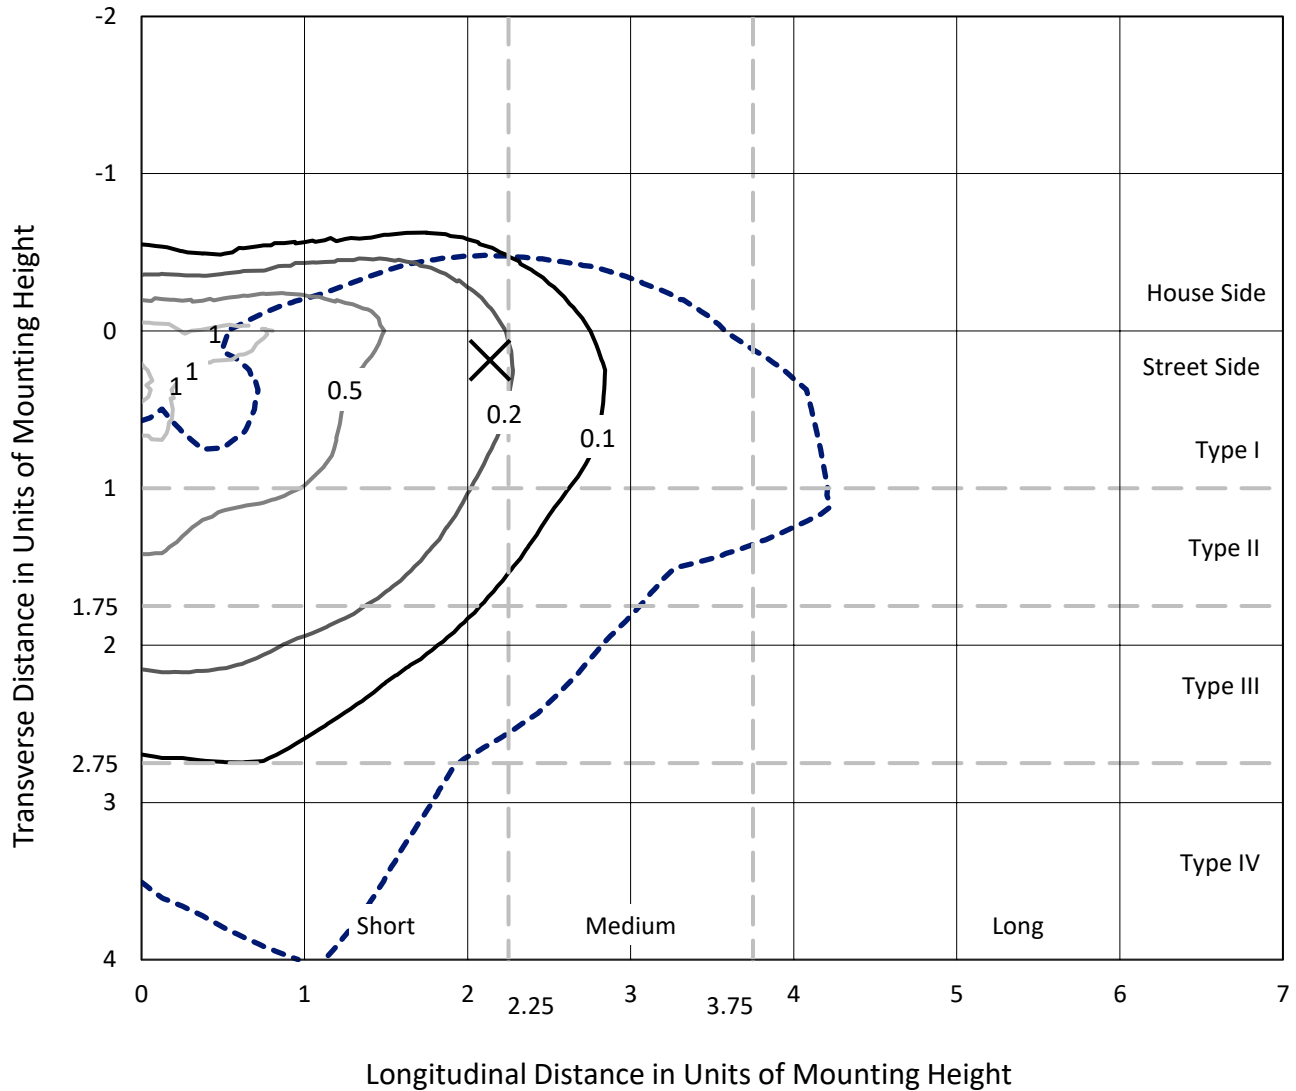 -2
-1
House Side
0
1
Street Side
1
1
0.5
0.2
0.1
Type I
1
Type II
1.75
2
Type III
2.75
3
Type IV
Short
Medium
Long
4
0
1
2
2.25
3
3.75
4
5
6
7
Transverse Distance in Units of Mounting Height
Longitudinal Distance in Units of Mounting Height